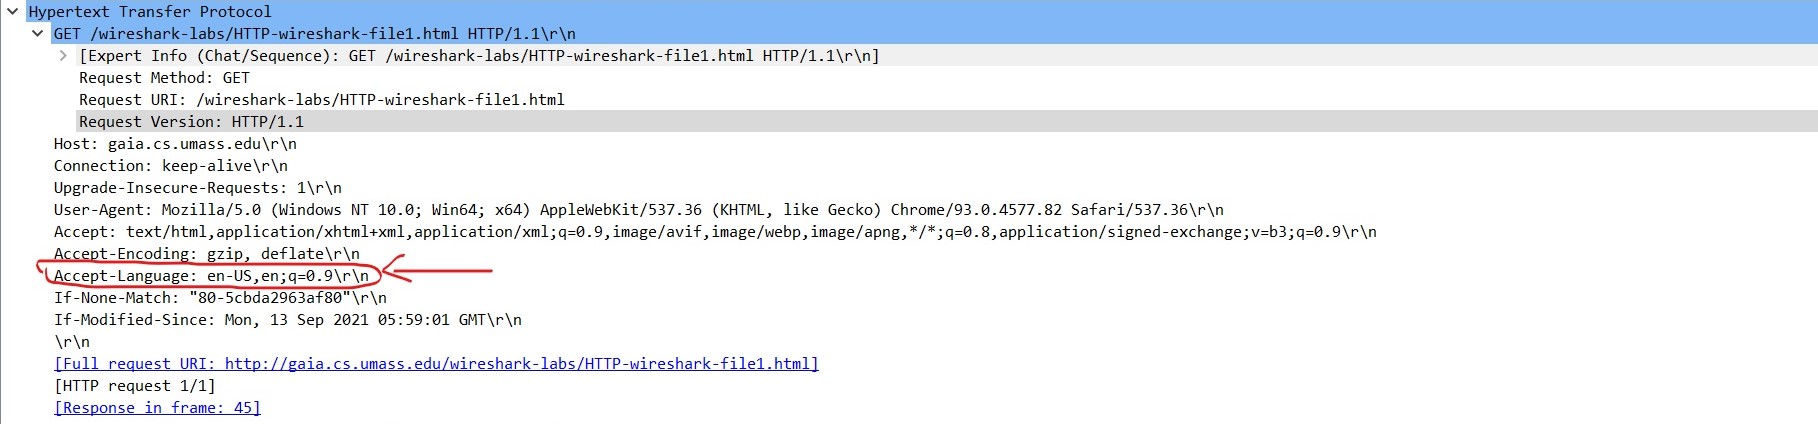 Hypertext Transfer Protocol
GET /wireshark-labs/HTTP-wireshark-file1.html HTTP/1.1\r\n
[Expert Info (Chat/Sequence): GET /wireshark-labs/HTTP-wireshark-file1.html HTTP/1.1\r\n]
Request Method: GET
Request URI: /wireshark-labs/HTTP-wireshark-file1.html
Request Version: HTTP/1.1
Host: gaia.cs.umass.edu\r\n
Connection: keep-alive\r\n
Upgrade-Insecure-Requests: 1\r\n
User-Agent: Mozilla/5.0 (Windows NT 10.0; Win64; x64) AppleWebKit/537.36 (KHTML, like Gecko) Chrome/93.0.4577.82 Safari/537.36\r\n
Accept: text/html,application/xhtml+xml,application/xml;q=0.9,image/avif,image/webp,image/apng,*/*;q=0.8,application/signed-exchange;v=b3;q=0.9\r\n
Accept-Encoding: gzip, deflate\r\n
Accept-Language: en-US,en;q=0.9\r\n
If-None-Match: "80-5cbda2963af80"\r\n
If-Modified-Since: Mon, 13 Sep 2021 05:59:01 GMT\r\n
\r\n
[Full request URI: http://gaia.cs.umass.edu/wireshark-labs/HTTP-wireshark-file1.html]
[HTTP request 1/1]
[Response in frame: 45]